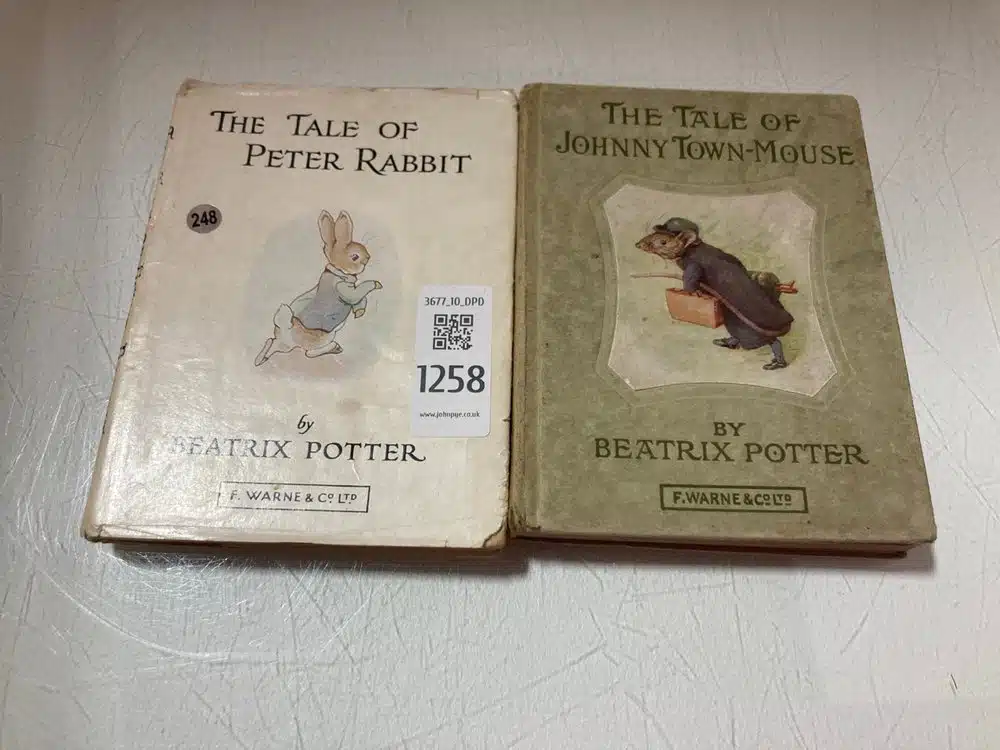 THE TALE OF
PETER RABBIT
248
3677_10_DPD
1258
www.johnpye.co.uk
by
BEATRIX POTTER
F. WARNE & Co LTD
THE TALE OF
JOHNNY TOWN-MOUSE
BY
BEATRIX POTTER
F. WARNE & Co LTD